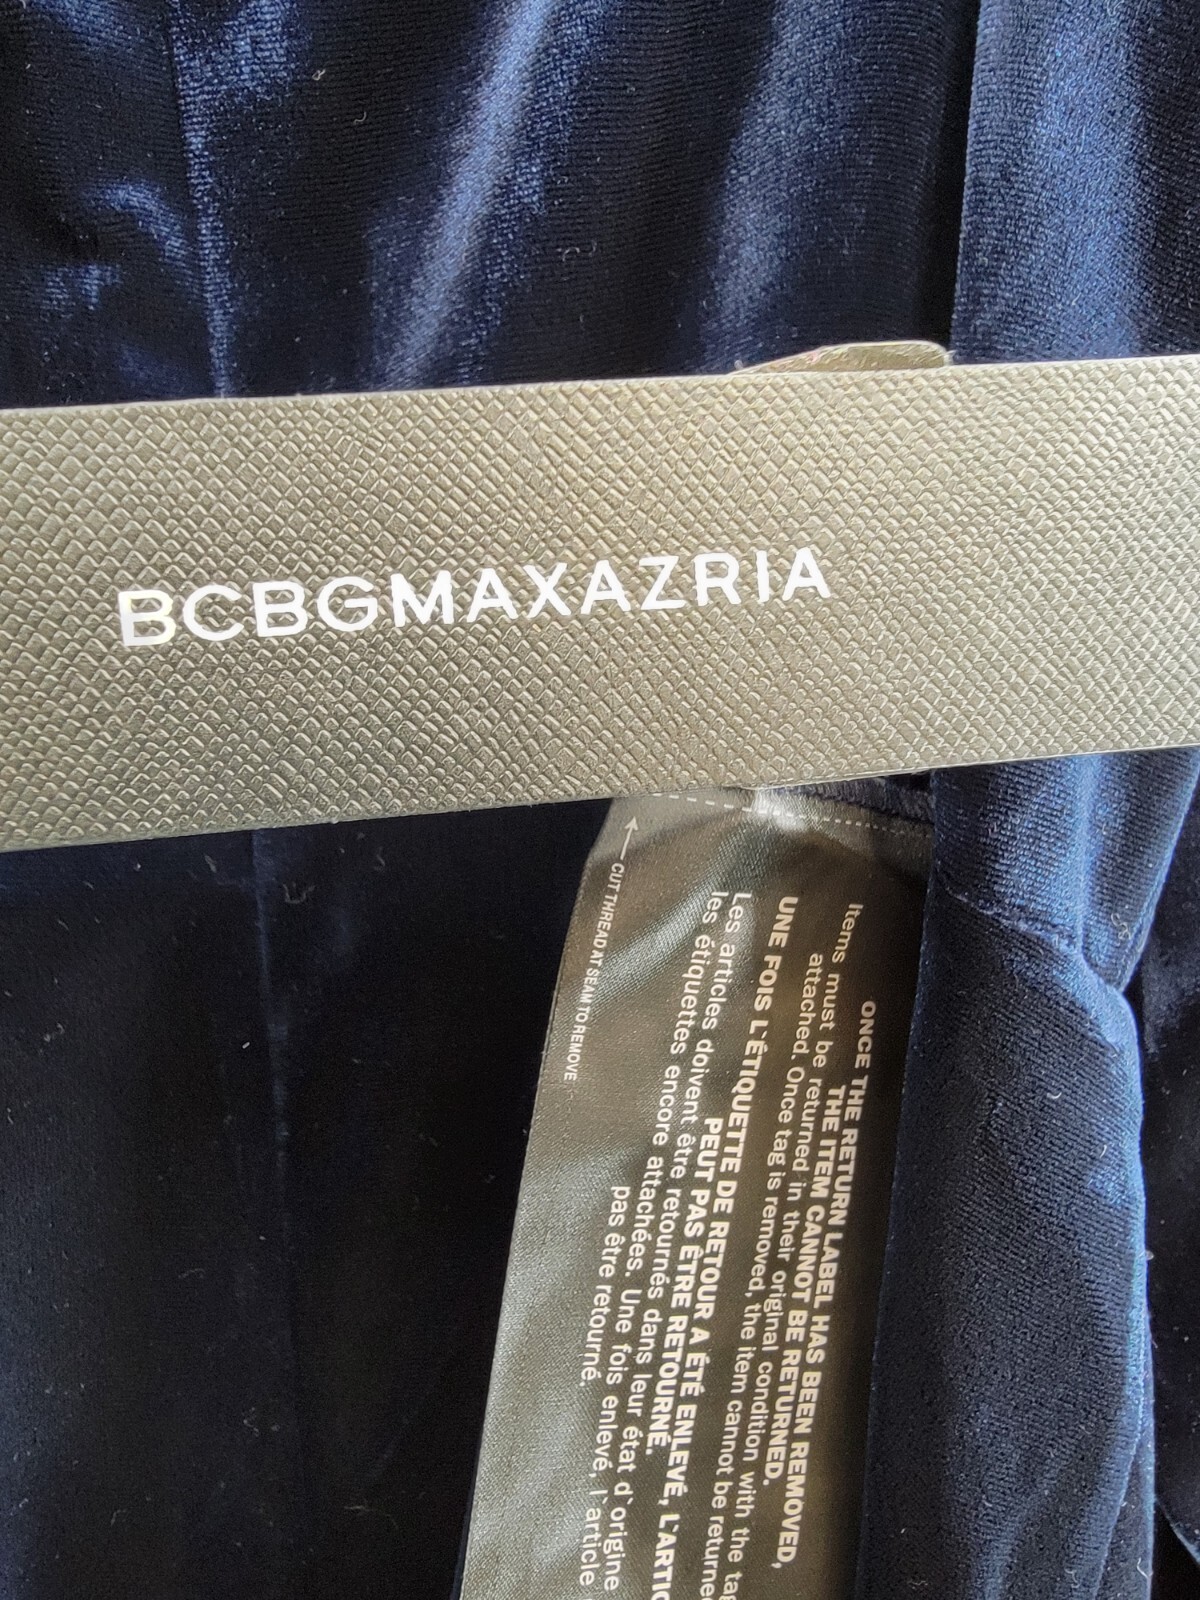 BCBGMAXAZRIA
CUT THREAD AT SEAM TO REMOVE
ONCE THE RETURN LABEL HAS BEEN REMOVED,
THE ITEM CANNOT BE RETURNED.
Items must be returned in their original condition with the tag
attached. Once tag is removed, the item cannot be returned
UNE FOIS L'ÉTIQUETTE DE RETOUR A ÉTÉ ENLEVÉ, L'ARTIC
PEUT PAS ÊTRE RETOURNÉ.
Les articles doivent être retournés dans leur état d'origine
les étiquettes encore attachées. Une fois enlevé, l'article
pas être retourné.